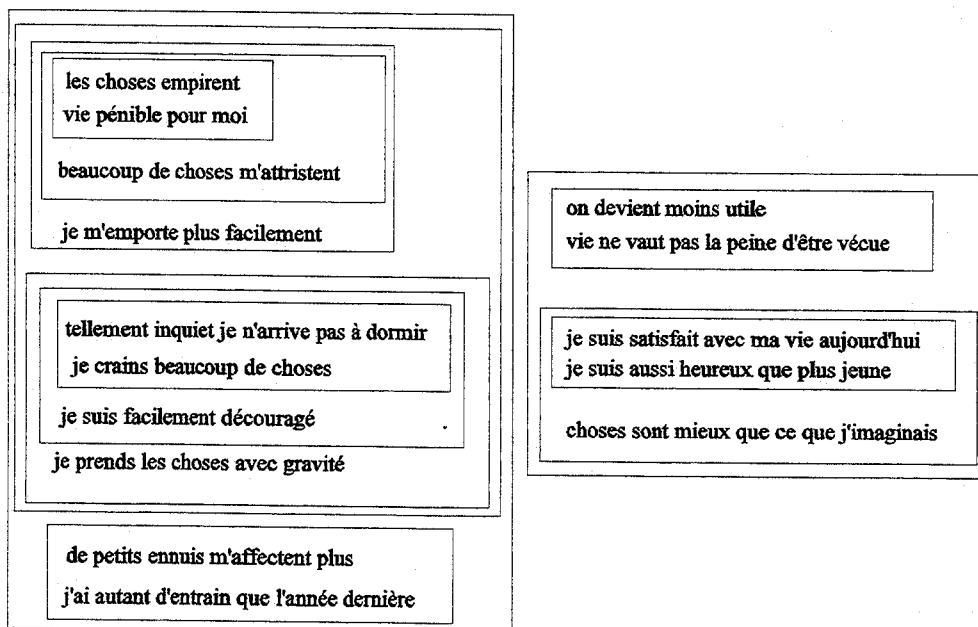 les choses empirent
vie pénible pour moi
beaucoup de choses m'attristent
je m'emporte plus facilement
tellement inquiet je n'arrive pas à dormir
je crains beaucoup de choses
je suis facilement découragé
je prends les choses avec gravité
de petits ennuis m'affectent plus
j'ai autant d'entrain que l'année dernière
on devient moins utile
vie ne vaut pas la peine d'être vécue
je suis satisfait avec ma vie aujourd'hui
je suis aussi heureux que plus jeune
choses sont mieux que ce que j'imaginais